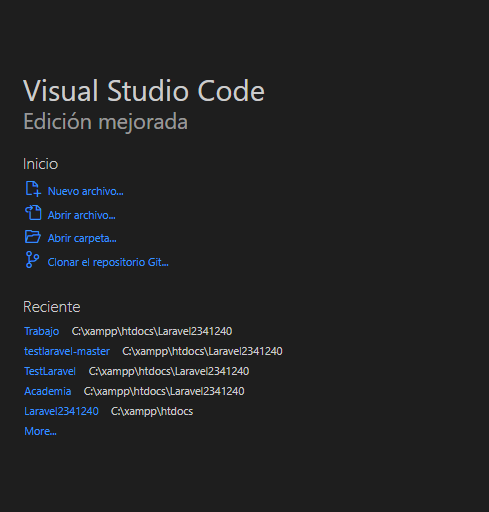 Visual Studio Code
Edición mejorada
Inicio
Nuevo archivo...
Abrir archivo...
Abrir carpeta...
Clonar el repositorio Git...
Reciente
Trabajo C:\xampp\htdocs\Laravel2341240
testlaravel-master C:\xampp\htdocs\Laravel2341240
TestLaravel C:\xampp\htdocs\Laravel2341240
Academia C:\xampp\htdocs\Laravel2341240
Laravel2341240 C:\xampp\htdocs
More...